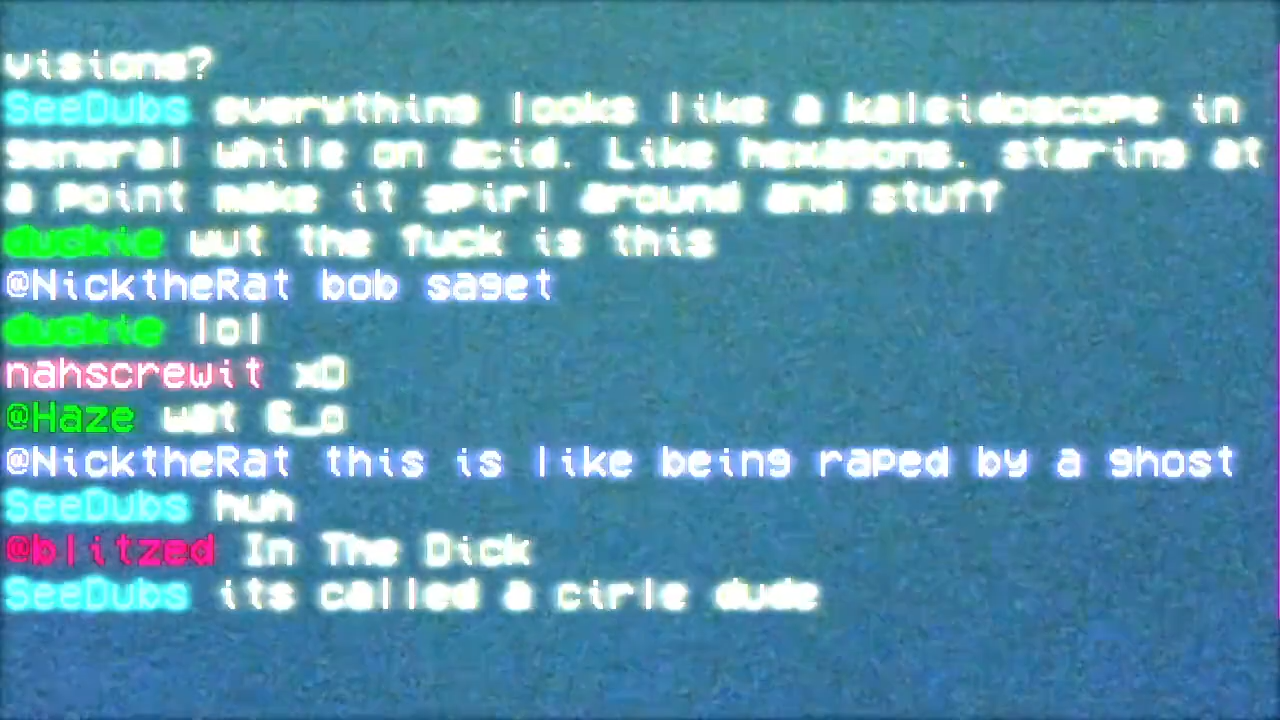 visions?
SeeDubs everything looks like a kaleidoscope in
general while on acid. Like hexagons. staring at
a point make it spirl around and stuff
duckie wut the fuck is this
@NicktheRat bob saget
duckie lol
nahscrewit xD
@Haze wat 6_o
@NicktheRat this is like being raped by a ghost
SeeDubs huh
@blitzed In The Dick
SeeDubs its called a cirle dude